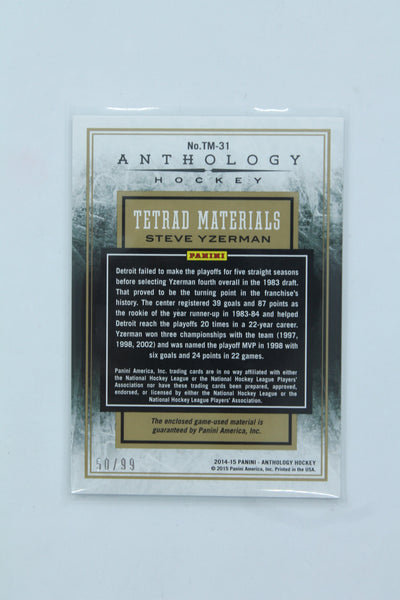 No.TM-31
ANTHOLOGY
HOCKEY
TETRAD MATERIALS
STEVE YZERMAN
PANINI
Detroit failed to make the playoffs for five straight seasons
before selecting Yzerman fourth overall in the 1983 draft.
That proved to be the turning point in the franchise's
history. The center registered 39 goals and 87 points as
the rookie of the year runner-up in 1983-84 and helped
Detroit reach the playoffs 20 times in a 22-year career.
Yzerman won three championships with the team (1997,
1998, 2002) and was named the playoff MVP in 1998 with
six goals and 24 points in 22 games.
Panini America, Inc. trading cards are in no way affiliated with either
the National Hockey League or the National Hockey League Players'
Association nor have these trading cards been prepared, approved,
endorsed, or licensed by either the National Hockey League or the
National Hockey League Players' Association.
The enclosed game-used material is
guaranteed by Panini America, Inc.
50/99
2014-15 PANINI - ANTHOLOGY HOCKEY
© 2015 Panini America, Inc. Printed in the USA.